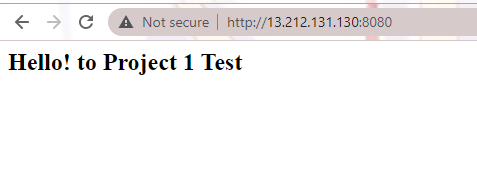 Not secure | http://13.212.131.130:8080
Hello! to Project 1 Test